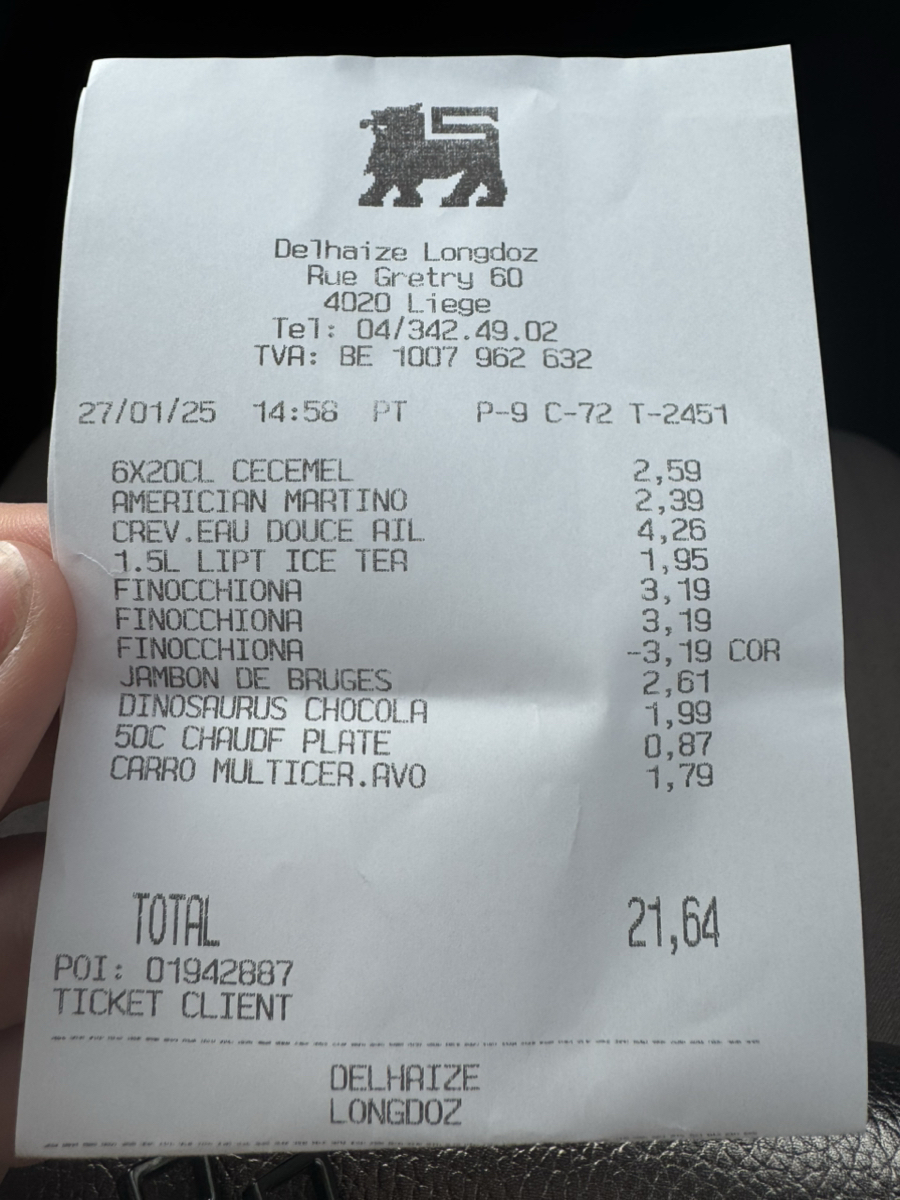 Delhaize Longdoz
Rue Gretry 60
4020 Liege
Tel: 04/342.49.02
TVA: BE 1007 962 632
27/01/25 14:58 PT P-9 C-72 T-2451
6X20CL CECEMEL 2,59
AMERICIAN MARTINO 2,39
CREV.EAU DOUCE AIL 4,26
1.5L LIPT ICE TEA 1,95
FINOCCHIONA 3,19
FINOCCHIONA 3,19
FINOCCHIONA -3,19 COR
JAMBON DE BRUGES 2,61
DINOSAURUS CHOCOLA 1,99
50C CHAUDF PLATE 0,87
CARRO MULTICER.AVO 1,79
TOTAL 21,64
POI: 01942887
TICKET CLIENT
DELHAIZE
LONGDOZ